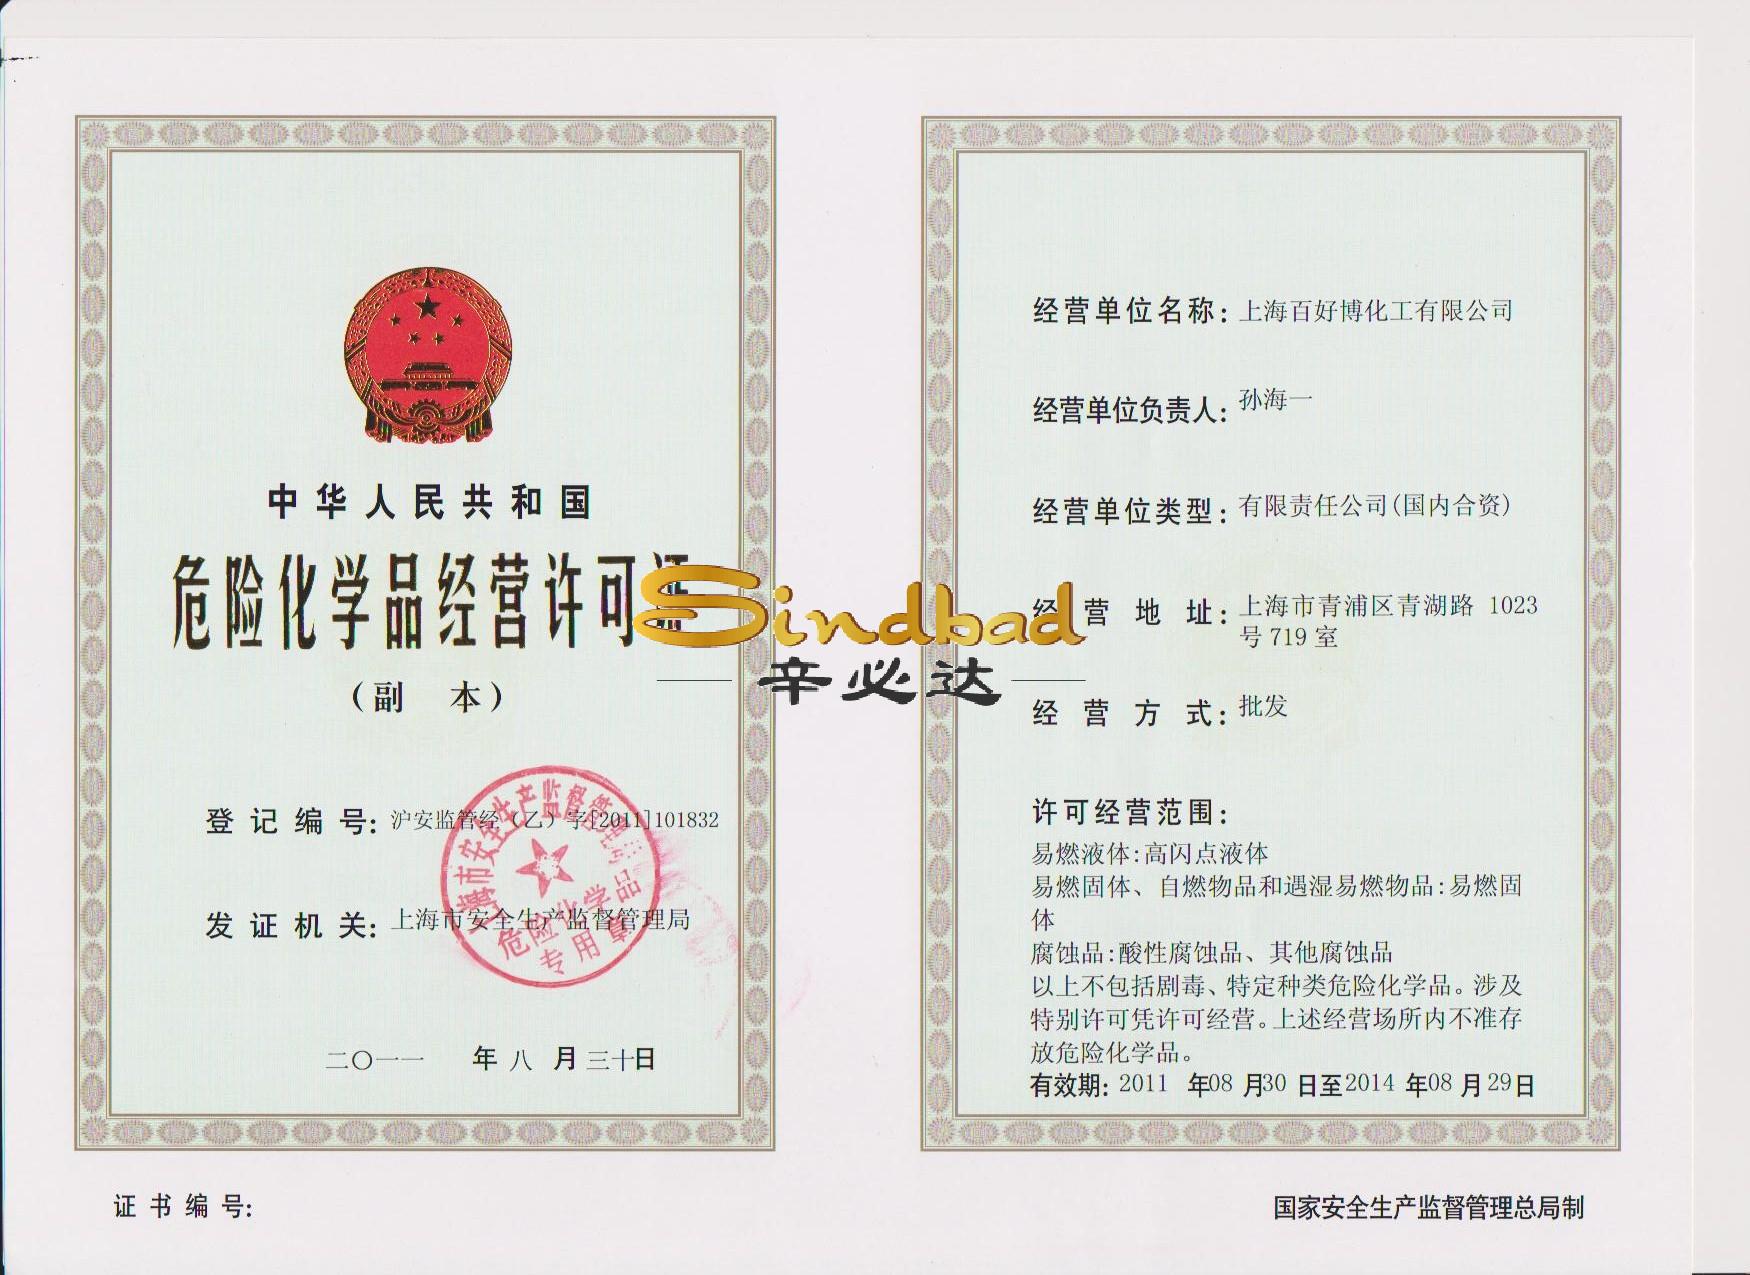 中华人民共和国
危险化学品经营许可证
(副 本)
登记编号: 沪安监管经(乙)字[2011]101832
发证机关: 上海市安全生产监督管理局
上海市安全生产监督管理局
危险化学品
专用章
二〇一一 年 八 月 三十日
证书编号:
Sindbad
辛必达
经营单位名称: 上海百好博化工有限公司
经营单位负责人: 孙海一
经营单位类型: 有限责任公司(国内合资)
经营地址: 上海市青浦区青湖路 1023
号719室
经营方式: 批发
许可经营范围:
易燃液体:高闪点液体
易燃固体、自燃物品和遇湿易燃物品:易燃固
体
腐蚀品:酸性腐蚀品、其他腐蚀品
以上不包括剧毒、特定种类危险化学品。涉及
特别许可凭许可经营。上述经营场所内不准存
放危险化学品。
有效期: 2011 年08 月30 日至2014 年08 月29日
国家安全生产监督管理总局制